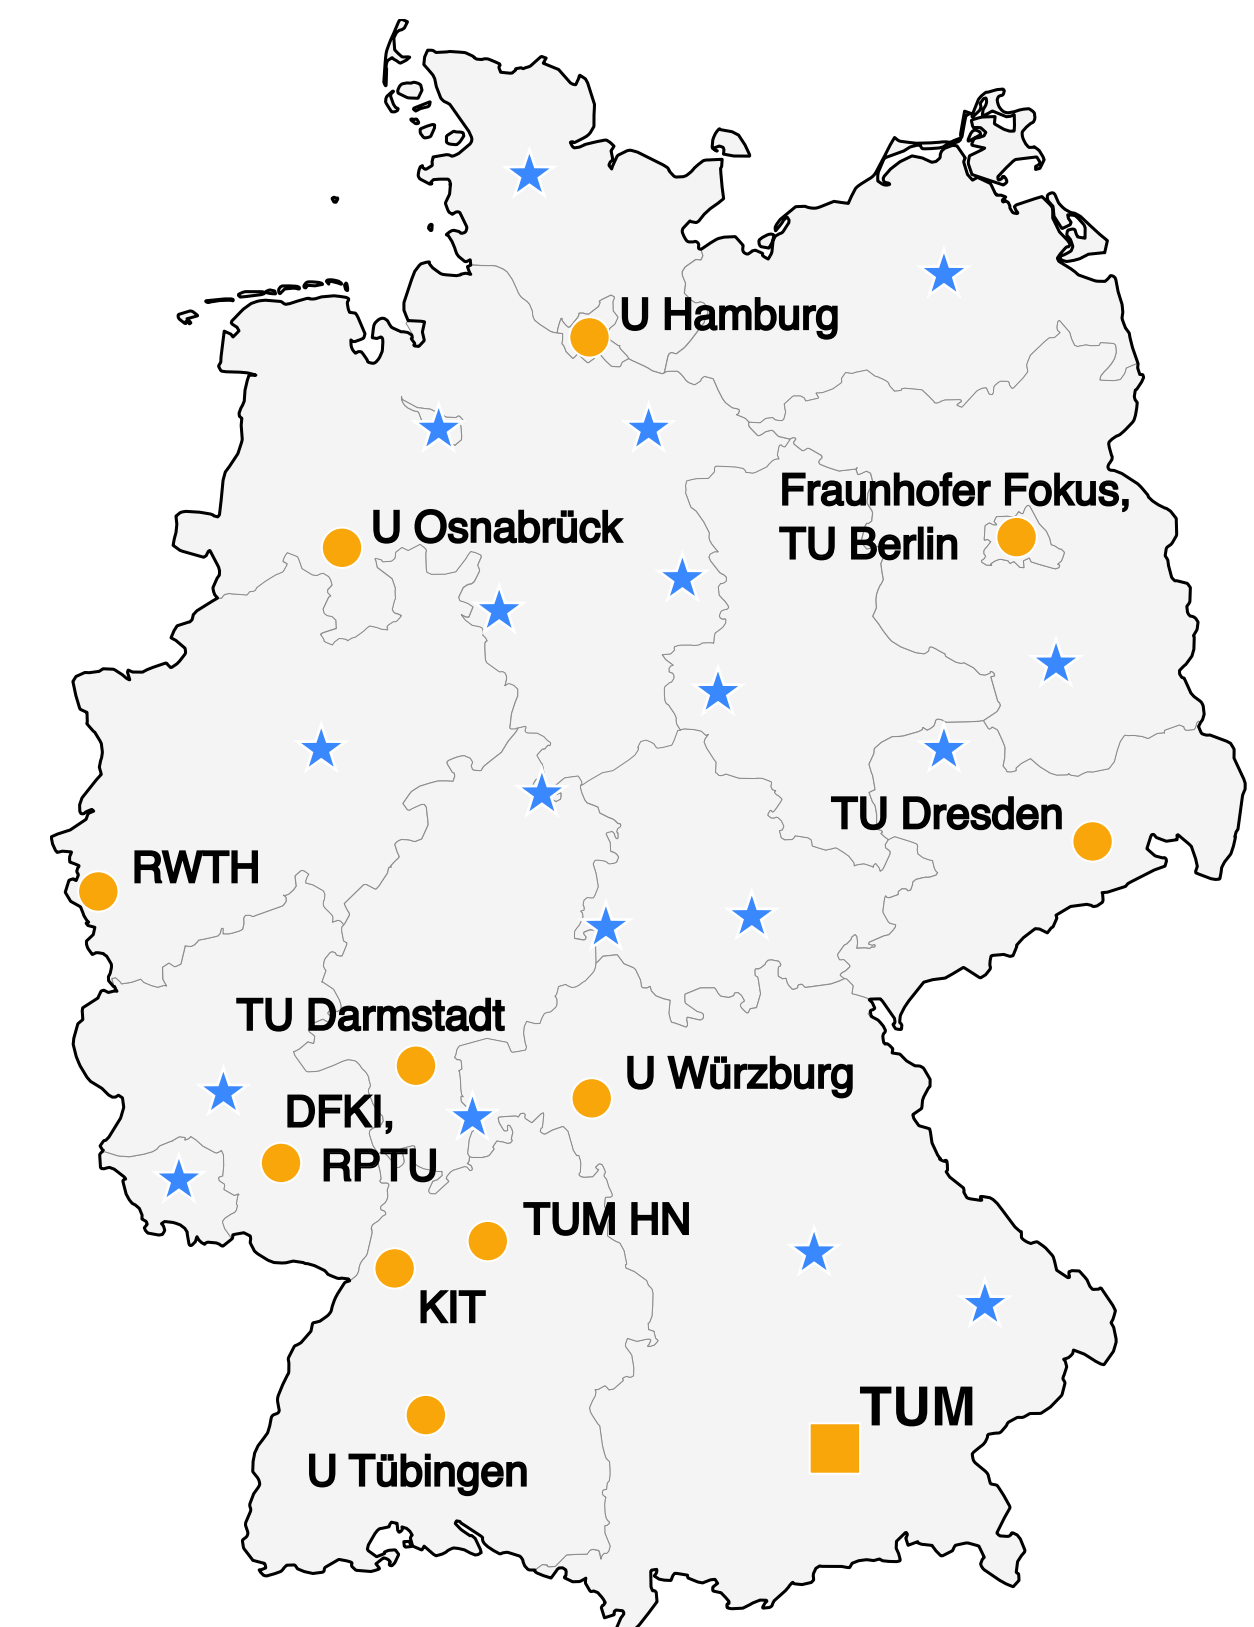 U Hamburg
Fraunhofer Fokus,
TU Berlin
U Osnabrück
TU Dresden
RWTH
TU Darmstadt
U Würzburg
DFKI,
RPTU
TUM HN
KIT
TUM
U Tübingen